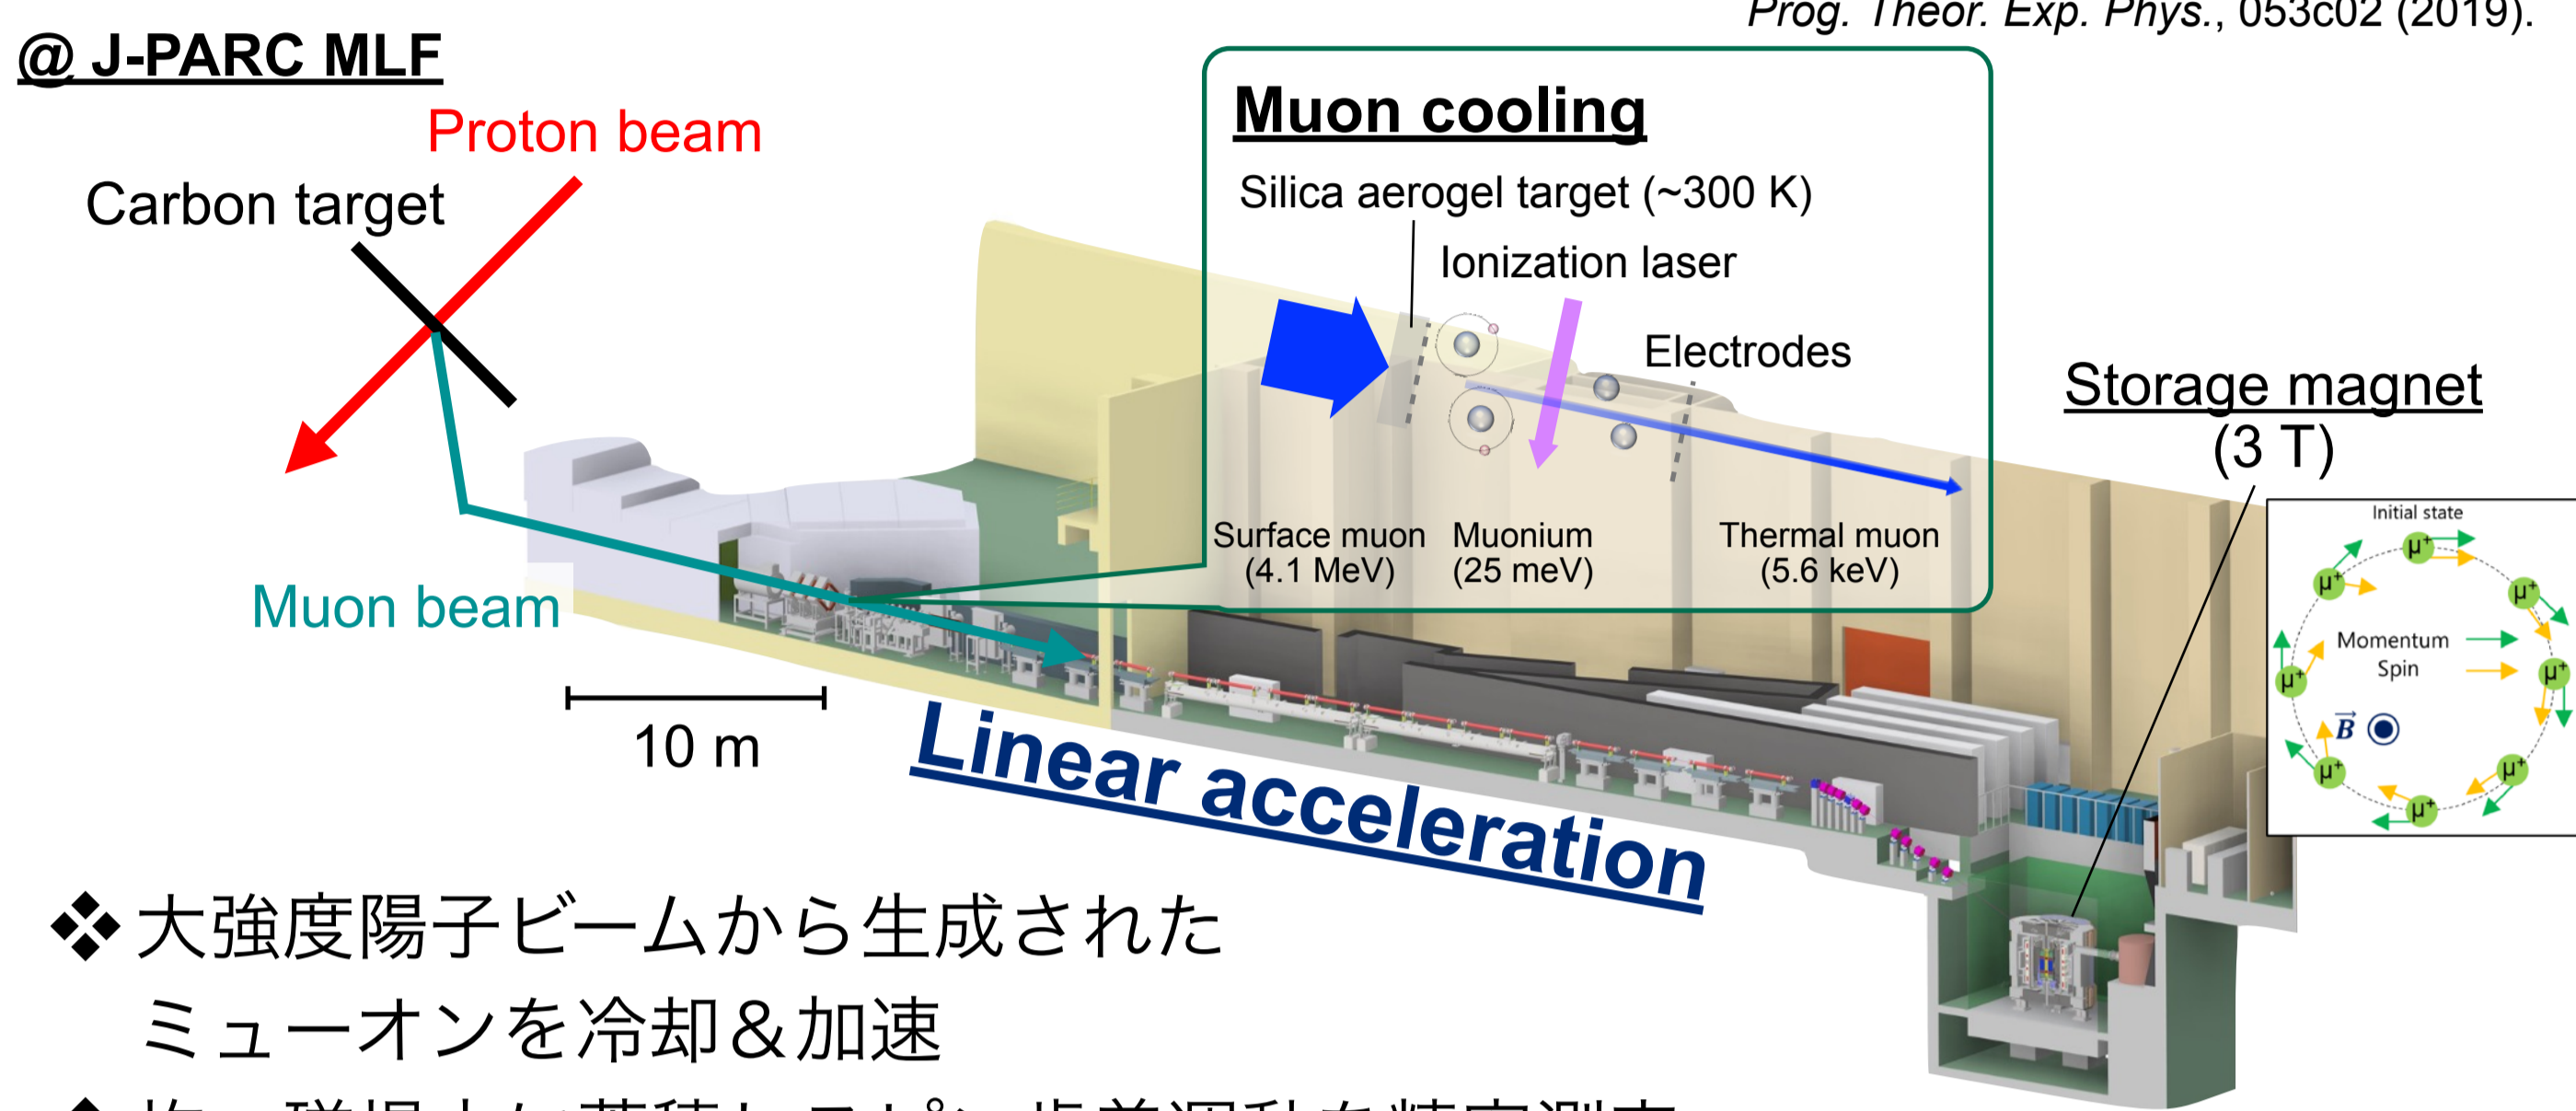 Prog. Theor. Exp. Phys., 053c02 (2019).
@ J-PARC MLF
Proton beam
Carbon target
Muon beam
10 m
Muon cooling
Silica aerogel target (~300 K)
Ionization laser
Electrodes
Surface muon
(4.1 MeV)
Muonium
(25 meV)
Thermal muon
(5.6 keV)
Storage magnet
(3 T)
Initial state
μ+
μ+
μ+
Momentum
Spin
μ+
μ+
B
μ+
μ+
μ+
Linear acceleration
❖大強度陽子ビームから生成された
ミューオンを冷却&加速